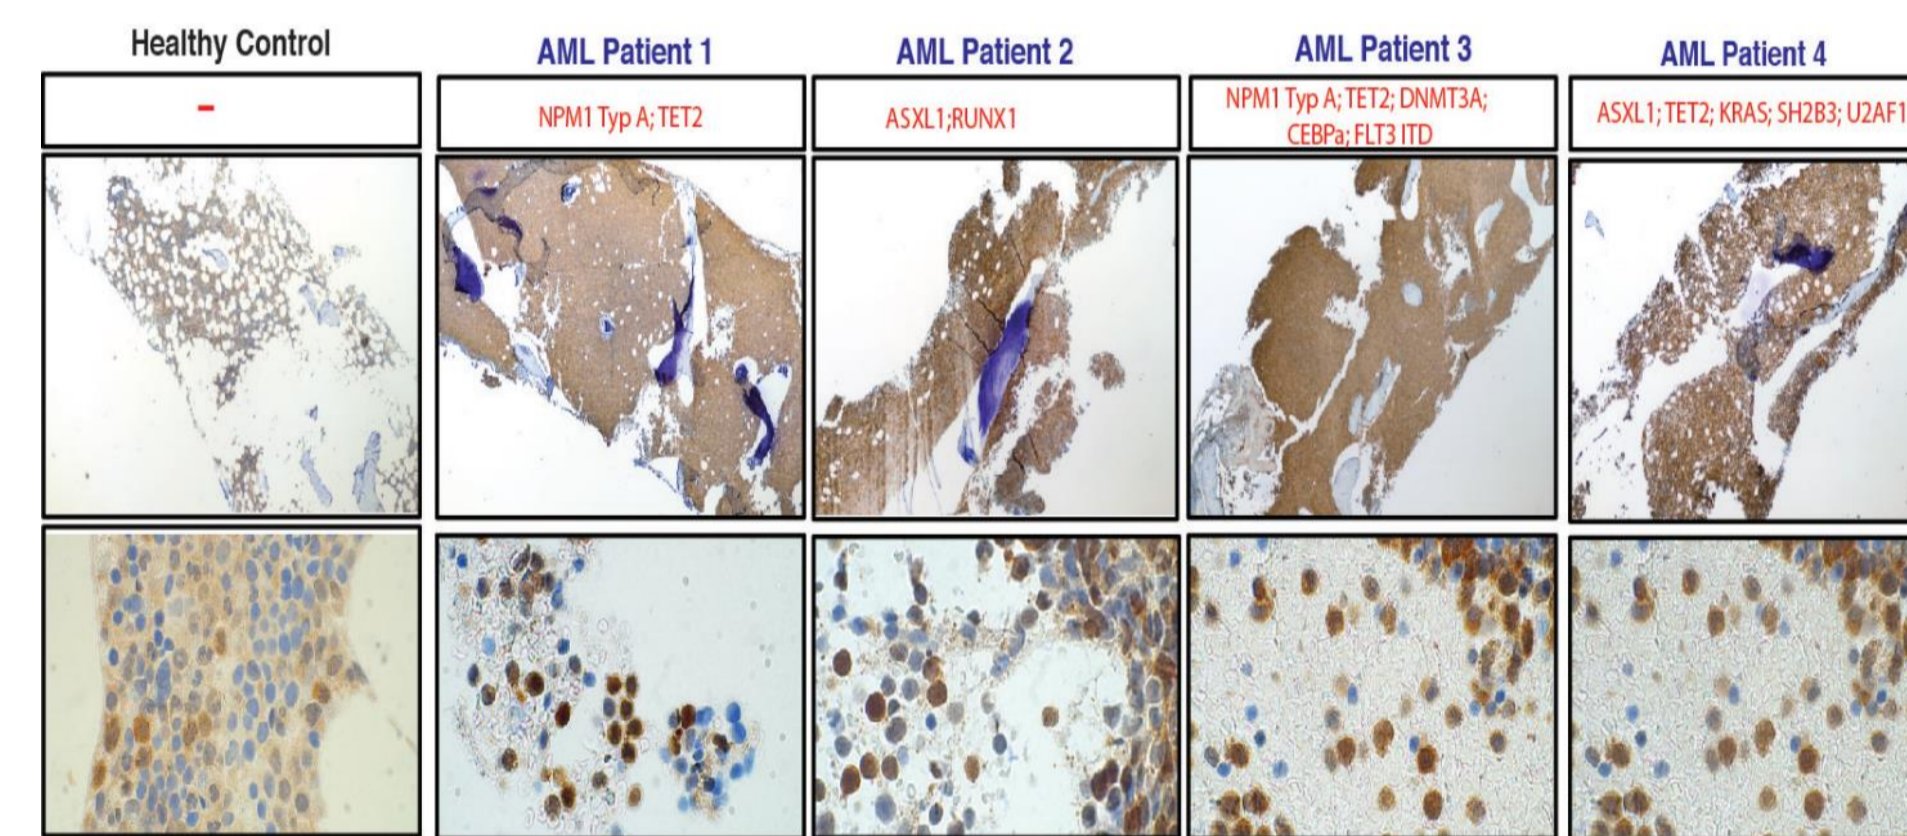 Healthy Control
AML Patient 1
AML Patient 2
AML Patient 3
AML Patient 4
–
NPM1 Typ A; TET2
ASXL1;RUNX1
NPM1 Typ A; TET2; DNMT3A;
CEBPa; FLT3 ITD
ASXL1; TET2; KRAS; SH2B3; U2AF1